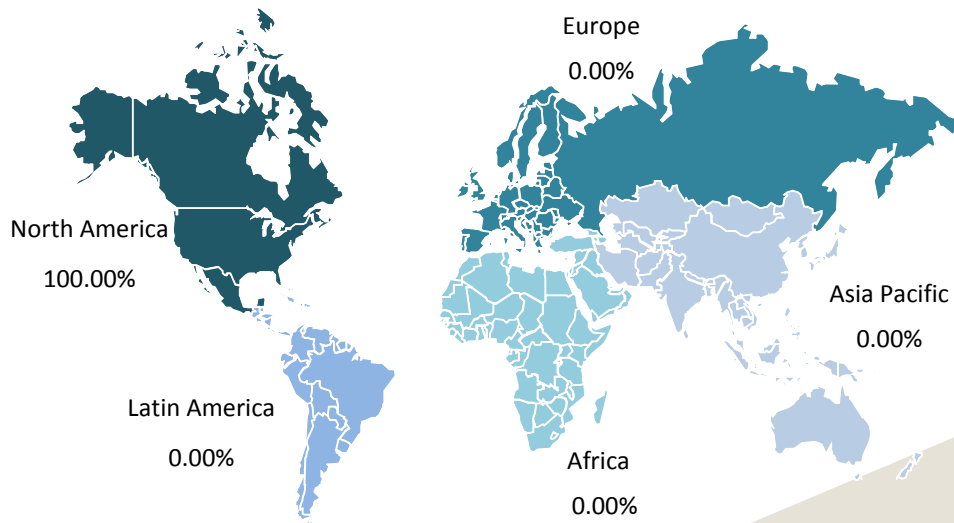 Europe
0.00%
North America
100.00%
Asia Pacific
0.00%
Latin America
0.00%
Africa
0.00%